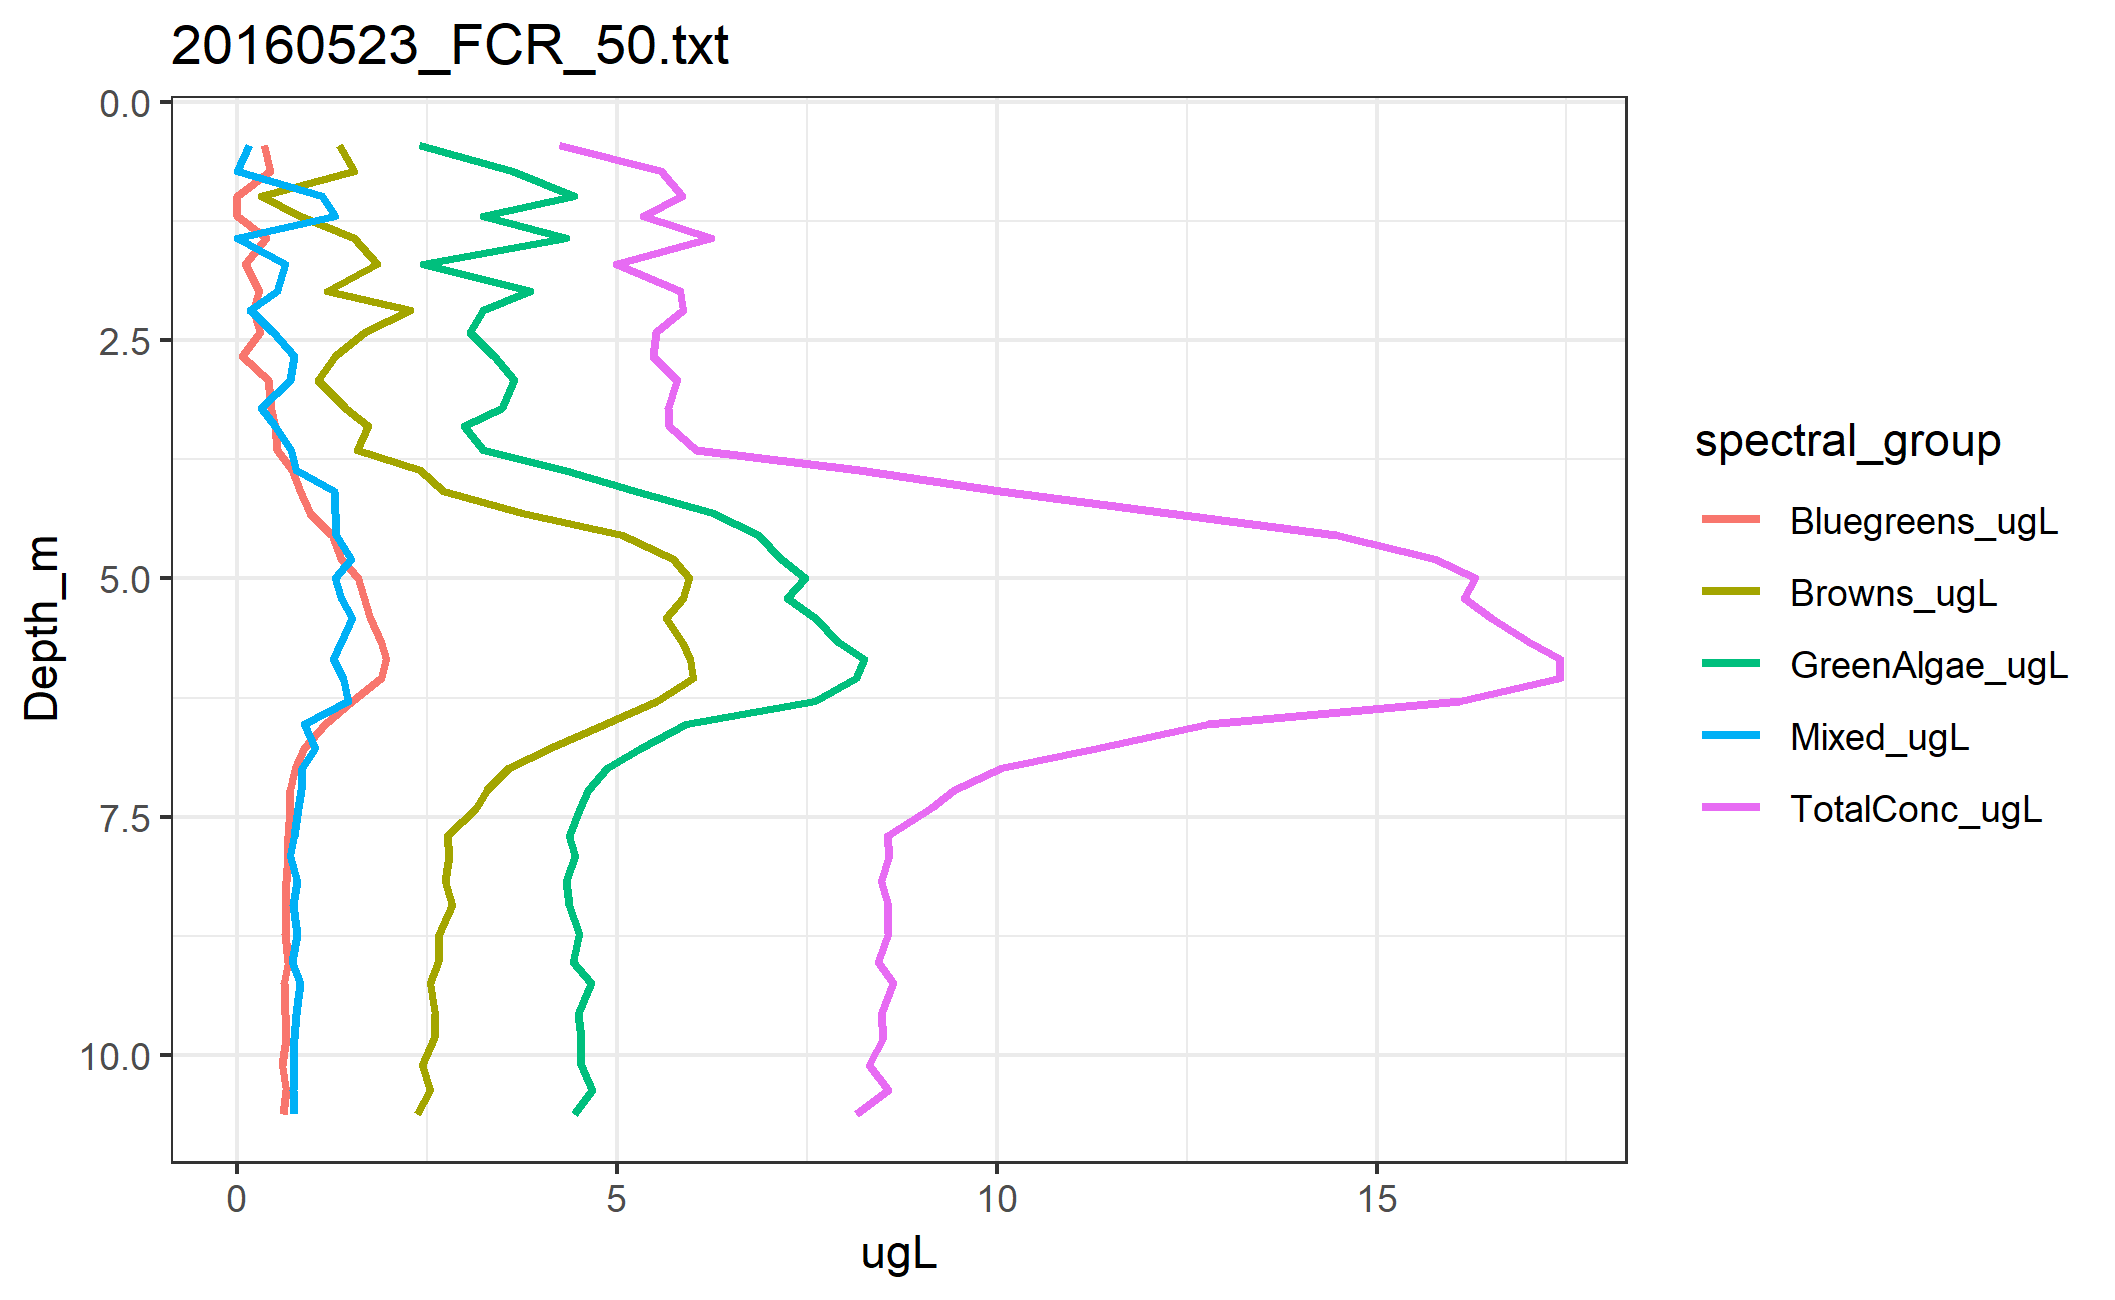 20160523_FCR_50.txt
0.0
2.5
5.0
7.5
10.0
Depth_m
0 5 10 15
ugL
spectral_group
Bluegreens_ugL
Browns_ugL
GreenAlgae_ugL
Mixed_ugL
TotalConc_ugL